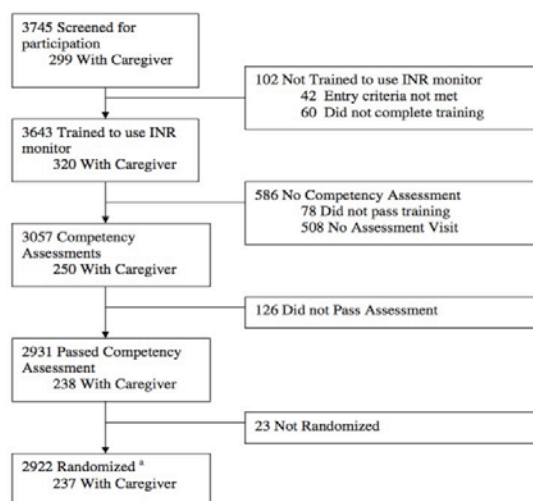 3745 Screened for
participation
299 With Caregiver
102 Not Trained to use INR monitor
42 Entry criteria not met
60 Did not complete training
3643 Trained to use INR
monitor
320 With Caregiver
586 No Competency Assessment
78 Did not pass training
508 No Assessment Visit
3057 Competency
Assessments
250 With Caregiver
126 Did not Pass Assessment
2931 Passed Competency
Assessment
238 With Caregiver
23 Not Randomized
2922 Randomized a
237 With Caregiver